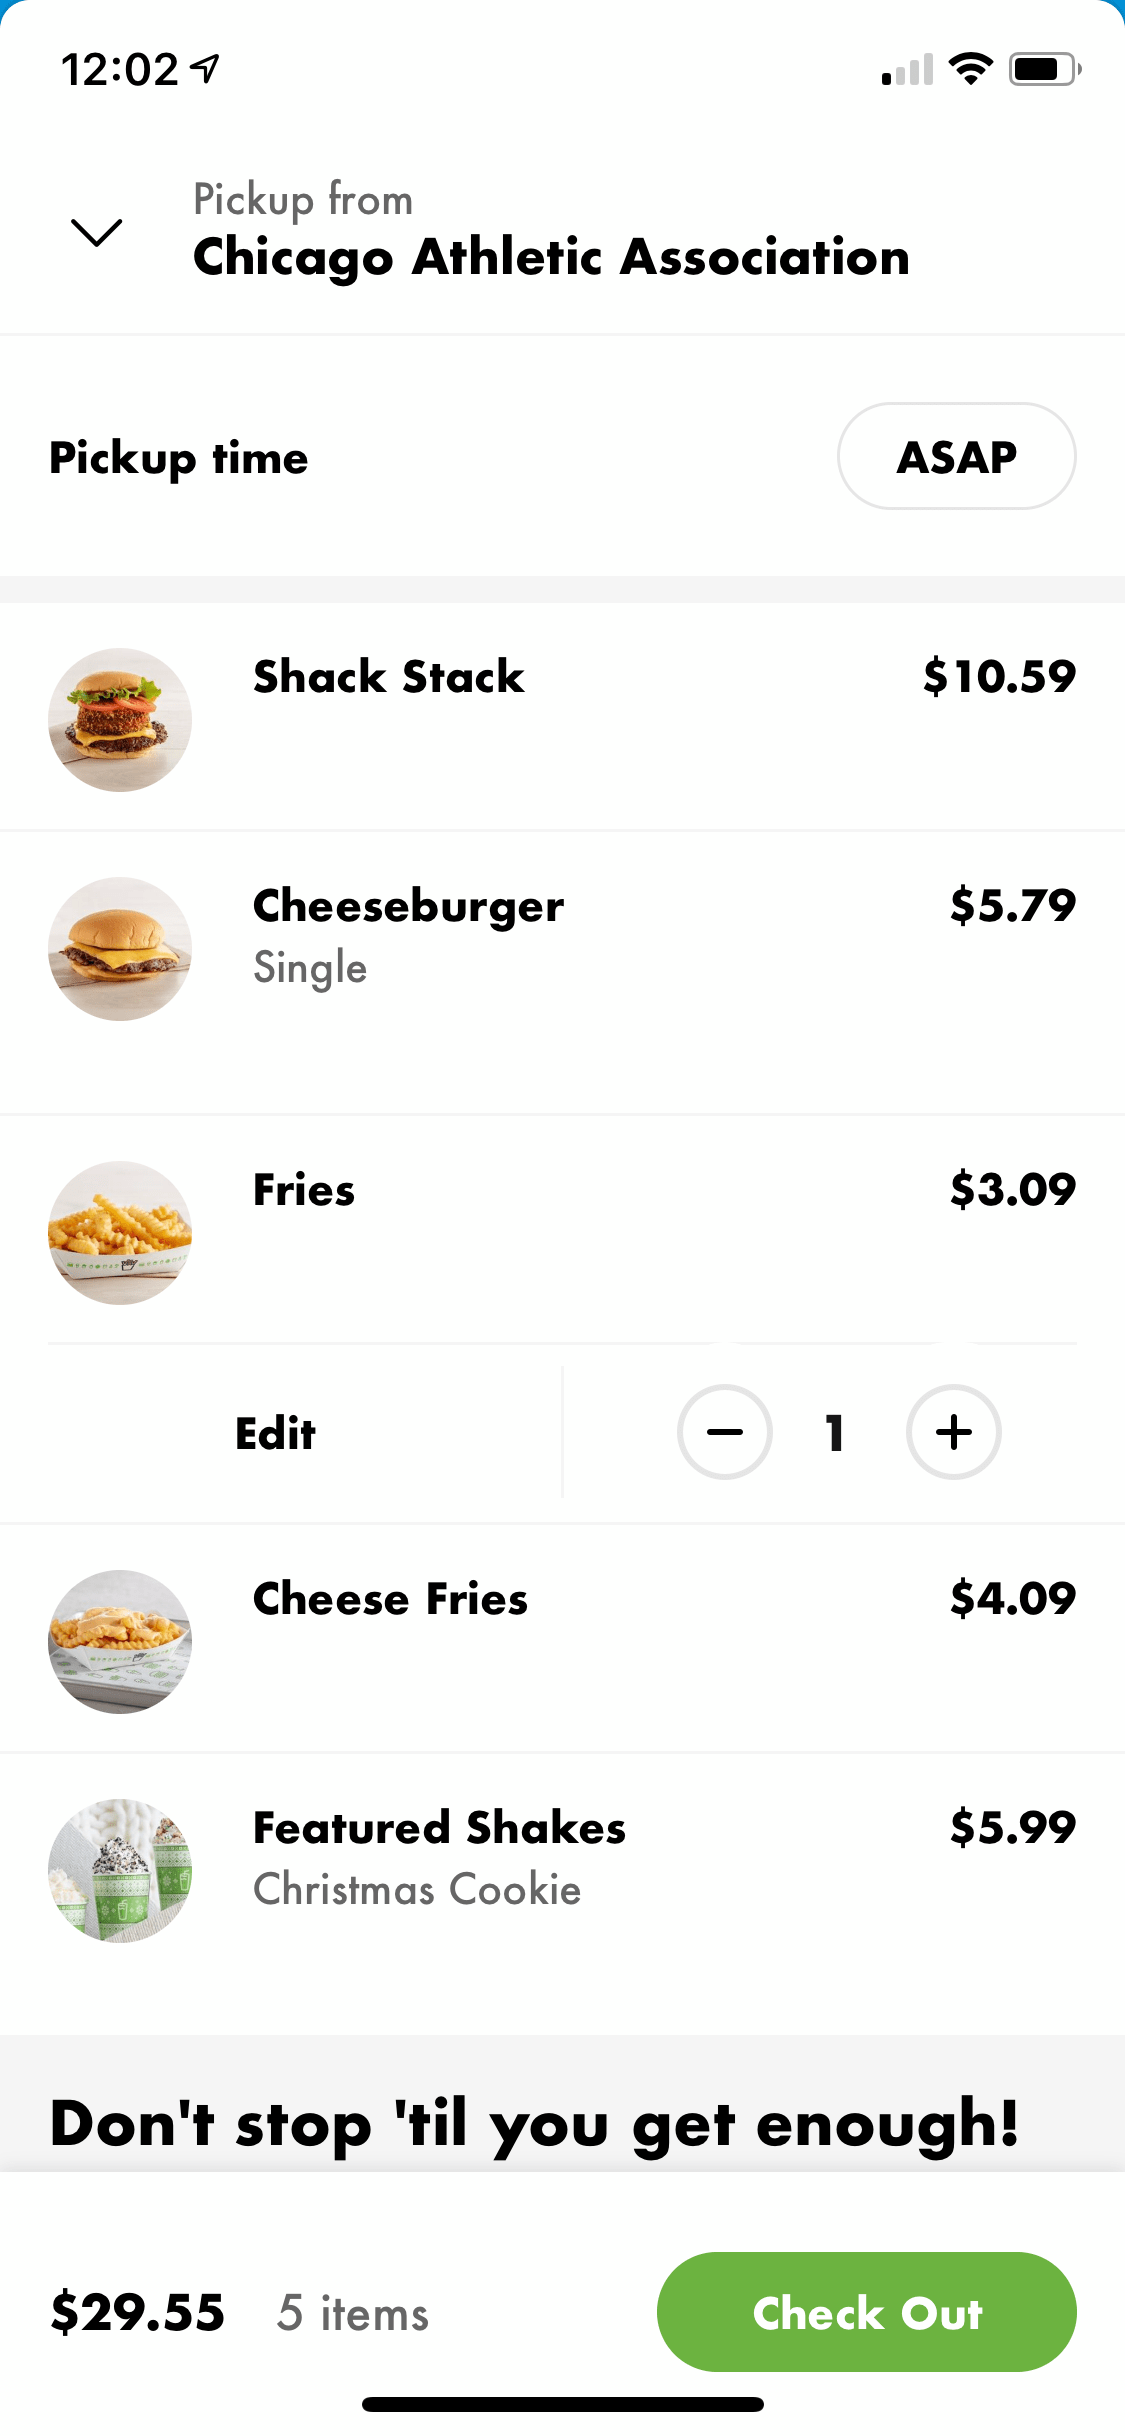 12:02
Pickup from
Chicago Athletic Association
Pickup time
ASAP
Shack Stack
$10.59
Cheeseburger
$5.79
Single
Fries
$3.09
Edit
1
Cheese Fries
$4.09
Featured Shakes
$5.99
Christmas Cookie
Don't stop 'til you get enough!
$29.55
5 items
Check Out